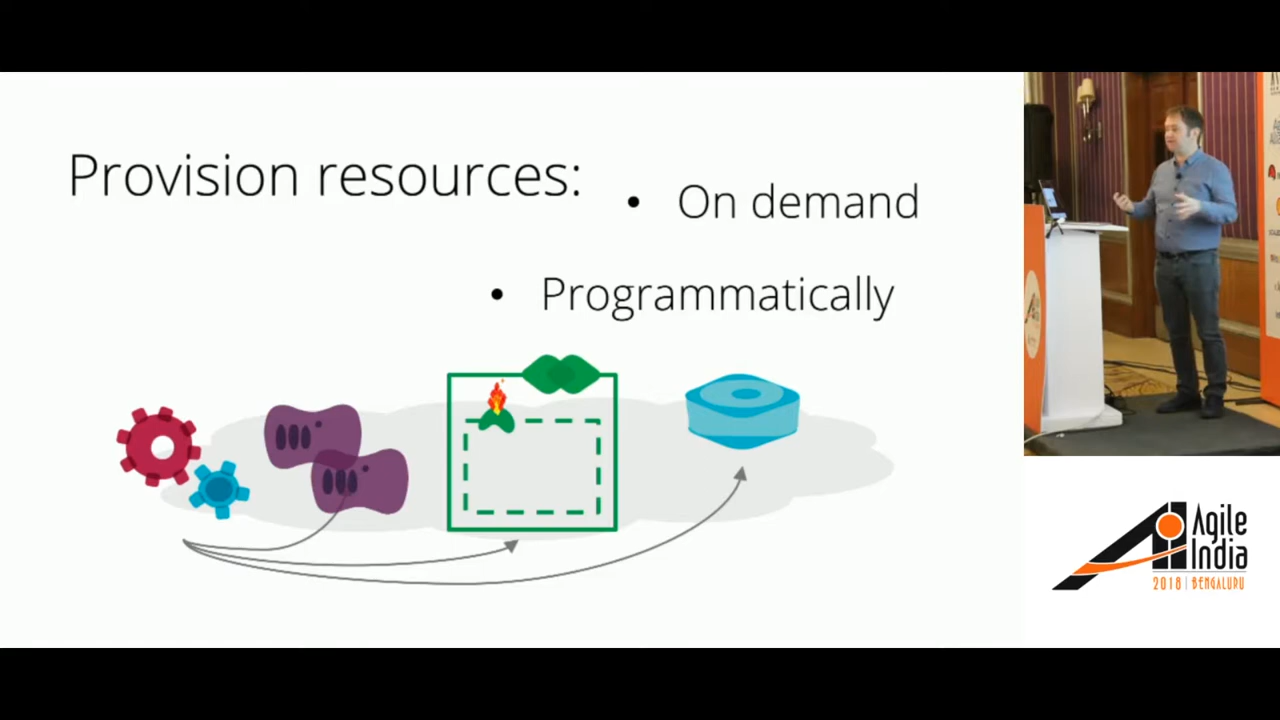 Provision resources:
• On demand
• Programmatically
Agile
India
2018 | BENGALURU